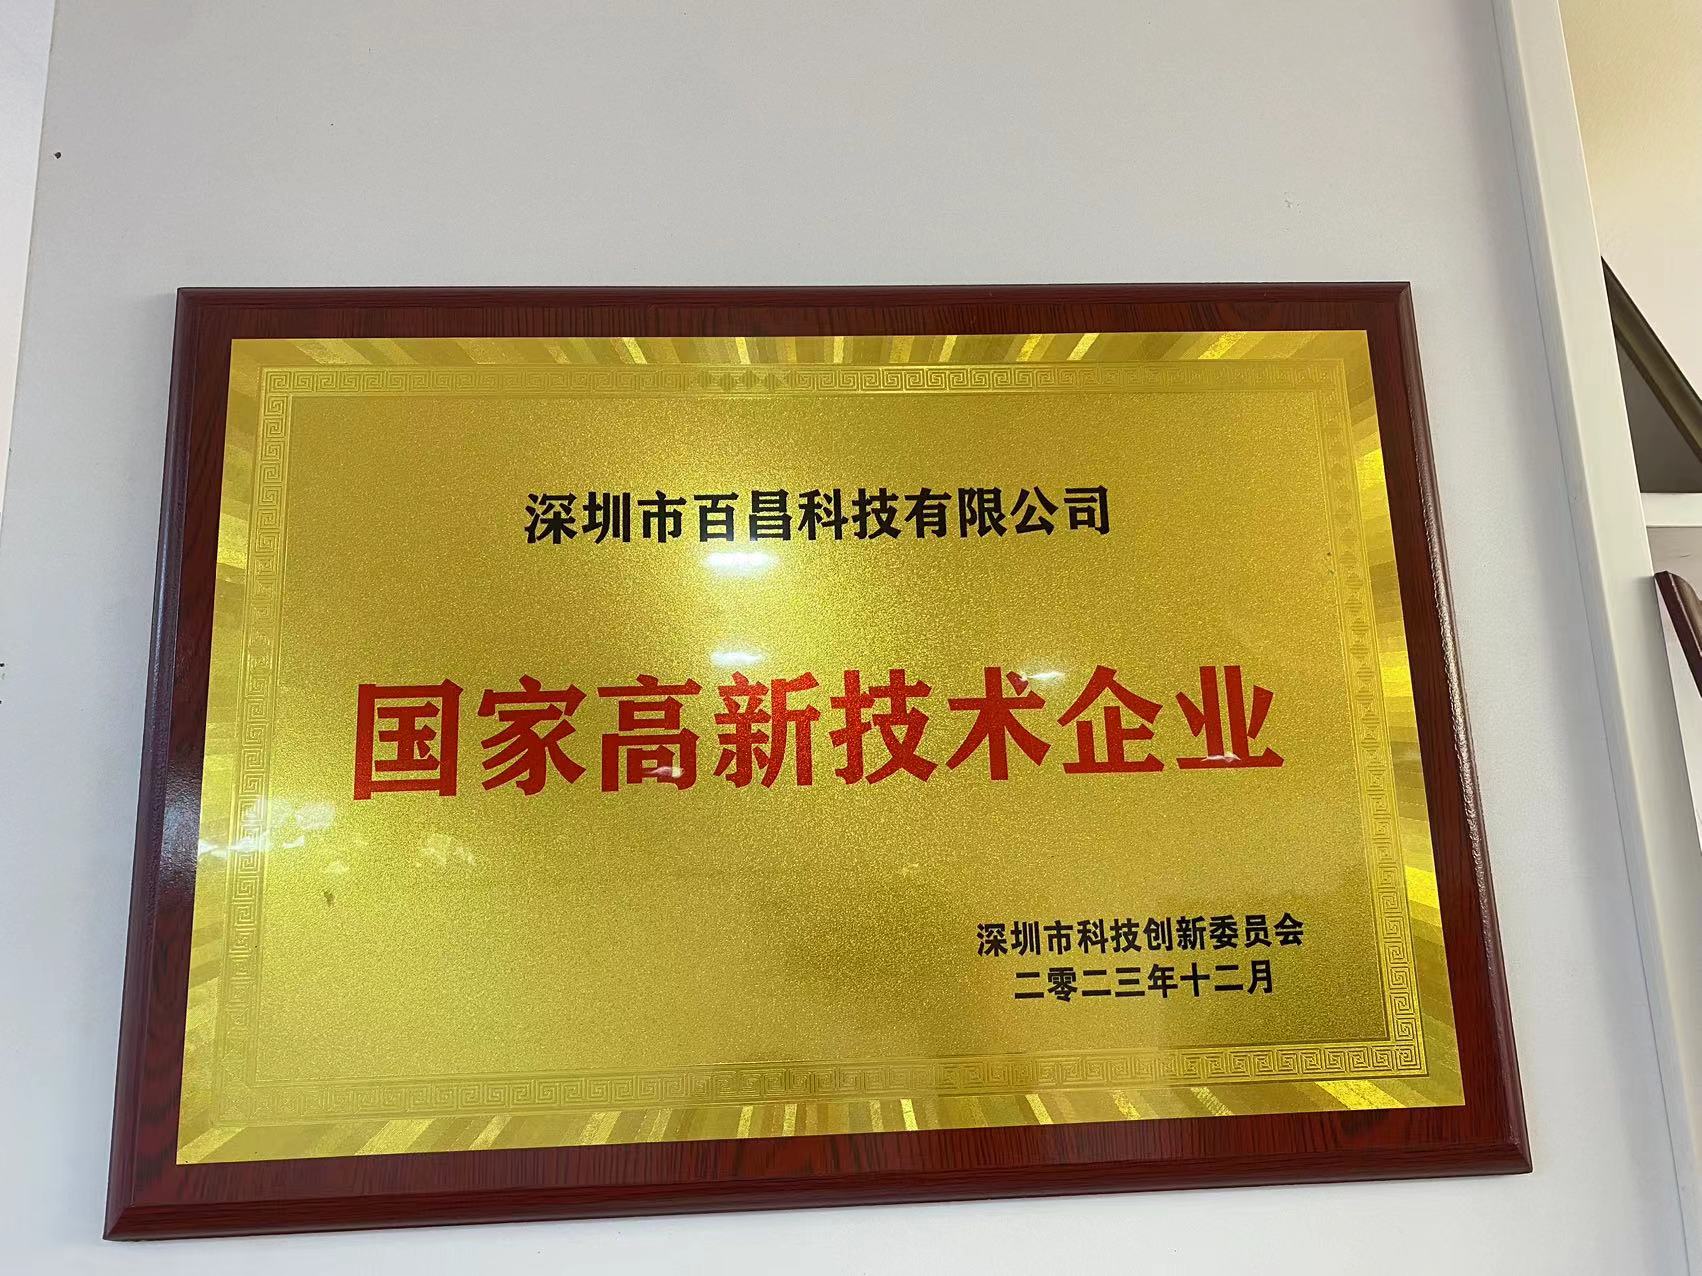 深圳市百昌科技有限公司
国家高新技术企业
深圳市科技创新委员会
二零二三年十二月